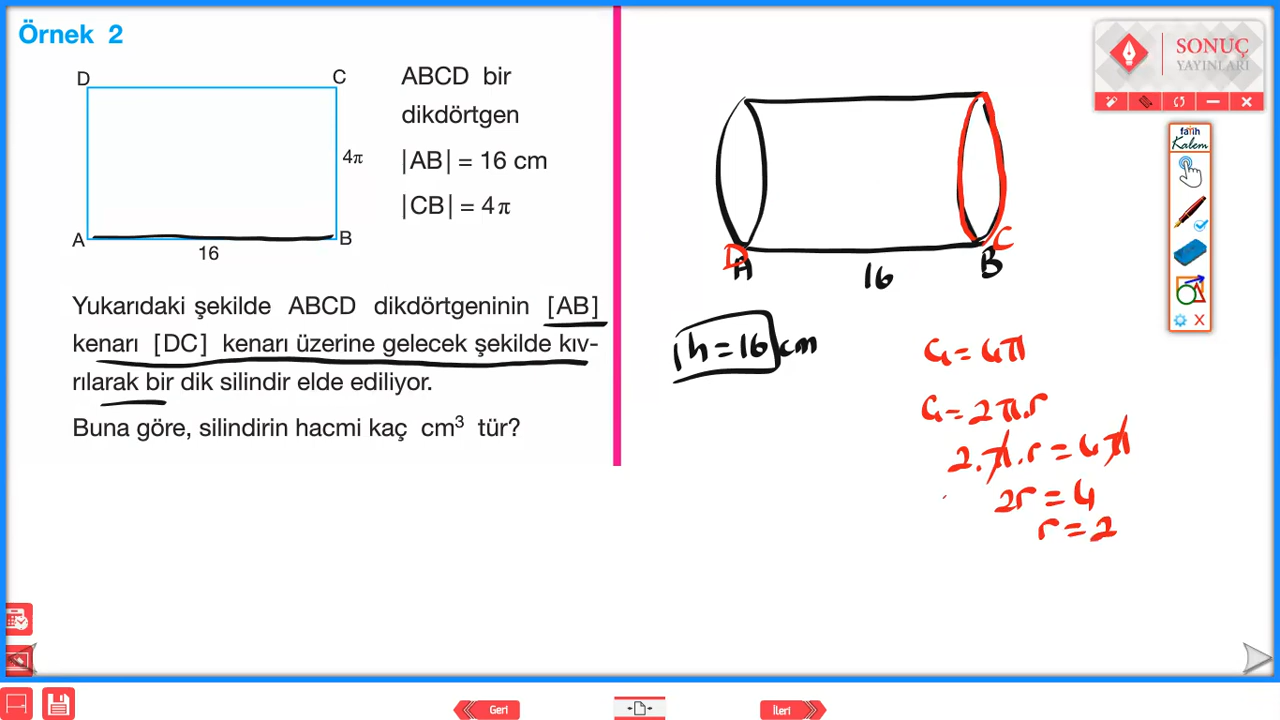 Örnek 2
D
C
A
B
4π
16
ABCD bir
dikdörtgen
|AB| = 16 cm
|CB| = 4π
Yukarıdaki şekilde ABCD dikdörtgeninin [AB]
kenarı [DC] kenarı üzerine gelecek şekilde kıv-
rılarak bir dik silindir elde ediliyor.
Buna göre, silindirin hacmi kaç cm³ tür?
D
A
16
B
C
h = 16 cm
Ç = 4π
Ç = 2π.r
2.π.r = 4π
2r = 4
r = 2
SONUÇ
YAYINLARI
fatih
Kalem
Geri
İleri